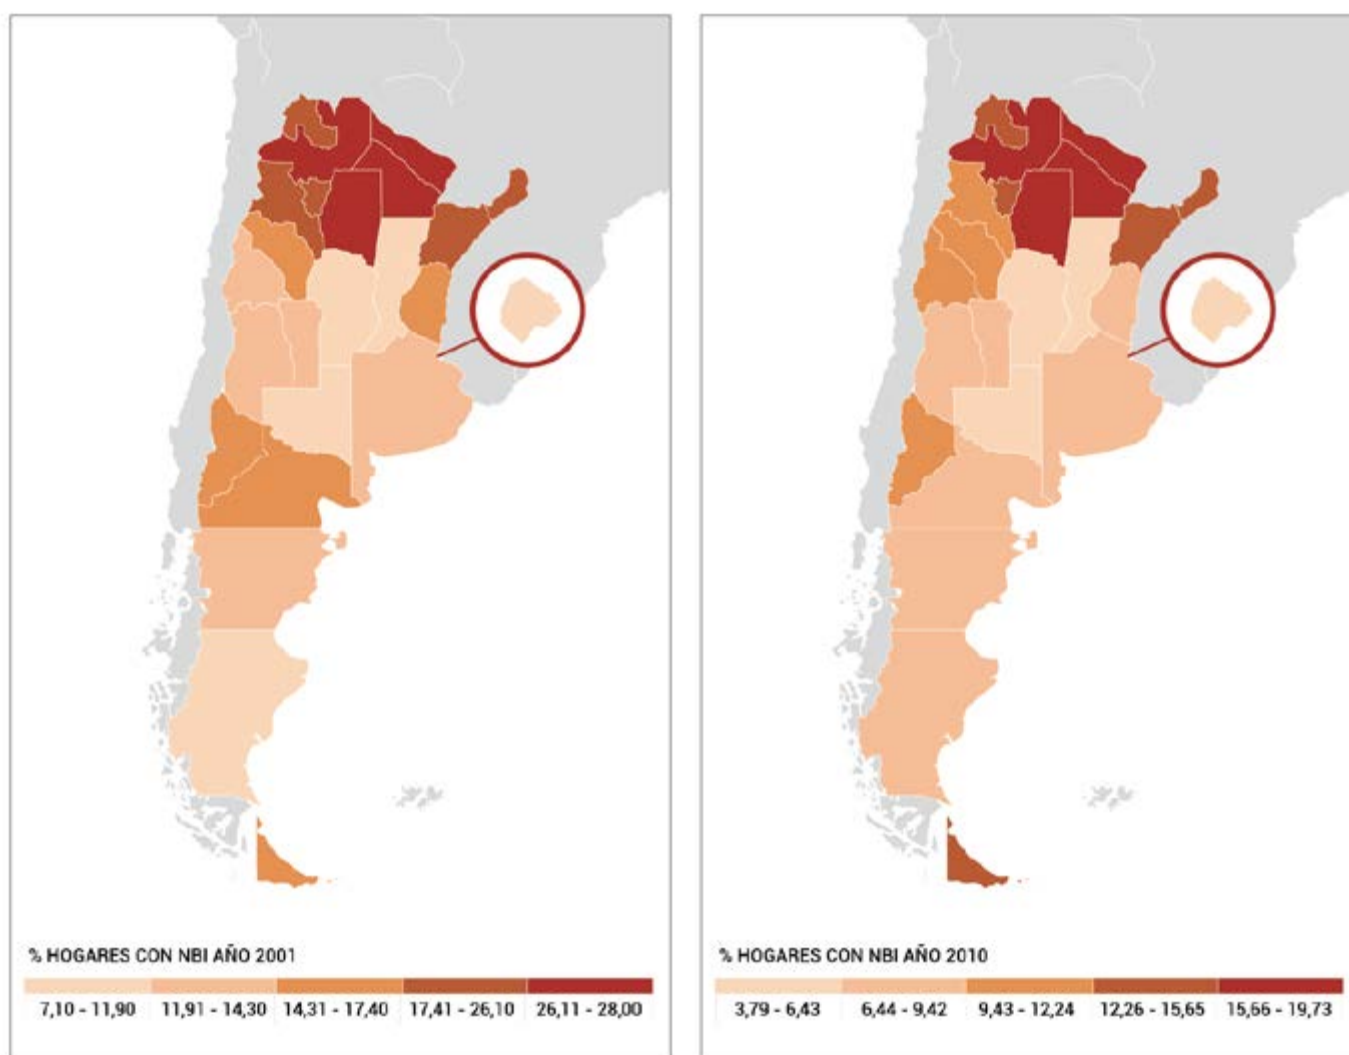 % HOGARES CON NBI AÑO 2001
7,10 - 11,90 11,91 - 14,30 14,31 - 17,40 17,41 - 26,10 26,11 - 28,00
% HOGARES CON NBI AÑO 2010
3,79 - 6,43 6,44 - 9,42 9,43 - 12,24 12,26 - 15,65 15,66 - 19,73